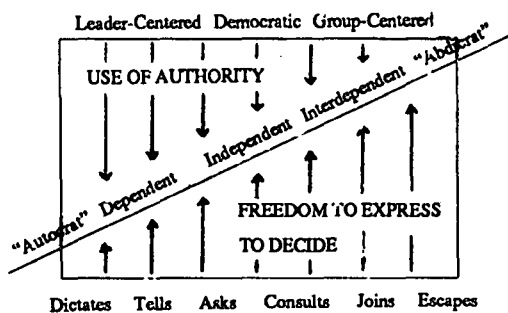 Leader-Centered Democratic Group-Centered
USE OF AUTHORITY
"Autocrat" Dependent Independent Interdependent "Abdicrat"
FREEDOM TO EXPRESS
TO DECIDE
Dictates Tells Asks Consults Joins Escapes